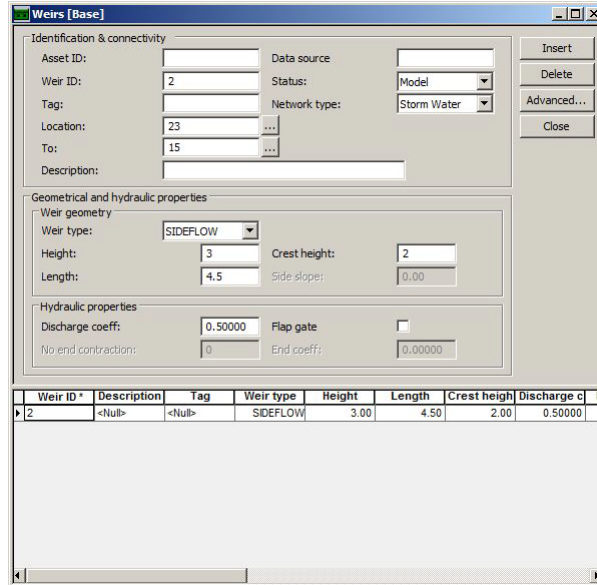 Weirs [Base]
Identification & connectivity
Asset ID: Data source
Weir ID: 2 Status: Model
Tag: Network type: Storm Water
Location: 23 ...
To: 15 ...
Description:
Insert
Delete
Advanced...
Close
Geometrical and hydraulic properties
Weir geometry
Weir type: SIDEFLOW
Height: 3 Crest height: 2
Length: 4.5 Side slope: 0.00
Hydraulic properties
Discharge coeff: 0.50000 Flap gate
No end contraction: 0 End coeff: 0.00000
Weir ID * Description Tag Weir type Height Length Crest heigh Discharge c
2 <Null> <Null> SIDEFLOW 3.00 4.50 2.00 0.50000